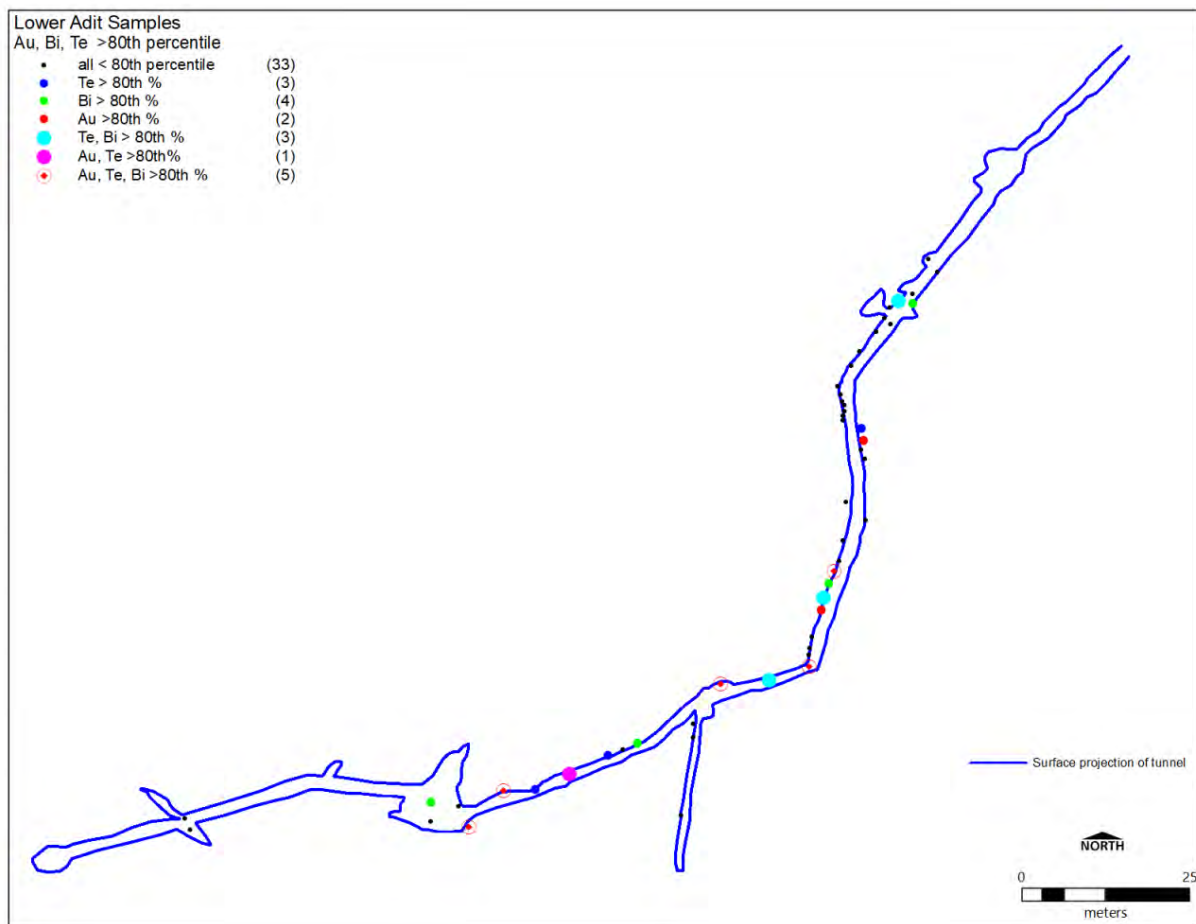 Lower Adit Samples
Au, Bi, Te >80th percentile
all < 80th percentile (33)
Te > 80th % (3)
Bi > 80th % (4)
Au >80th % (2)
Te, Bi > 80th % (3)
Au, Te >80th% (1)
Au, Te, Bi >80th % (5)
Surface projection of tunnel
NORTH
0 25
meters